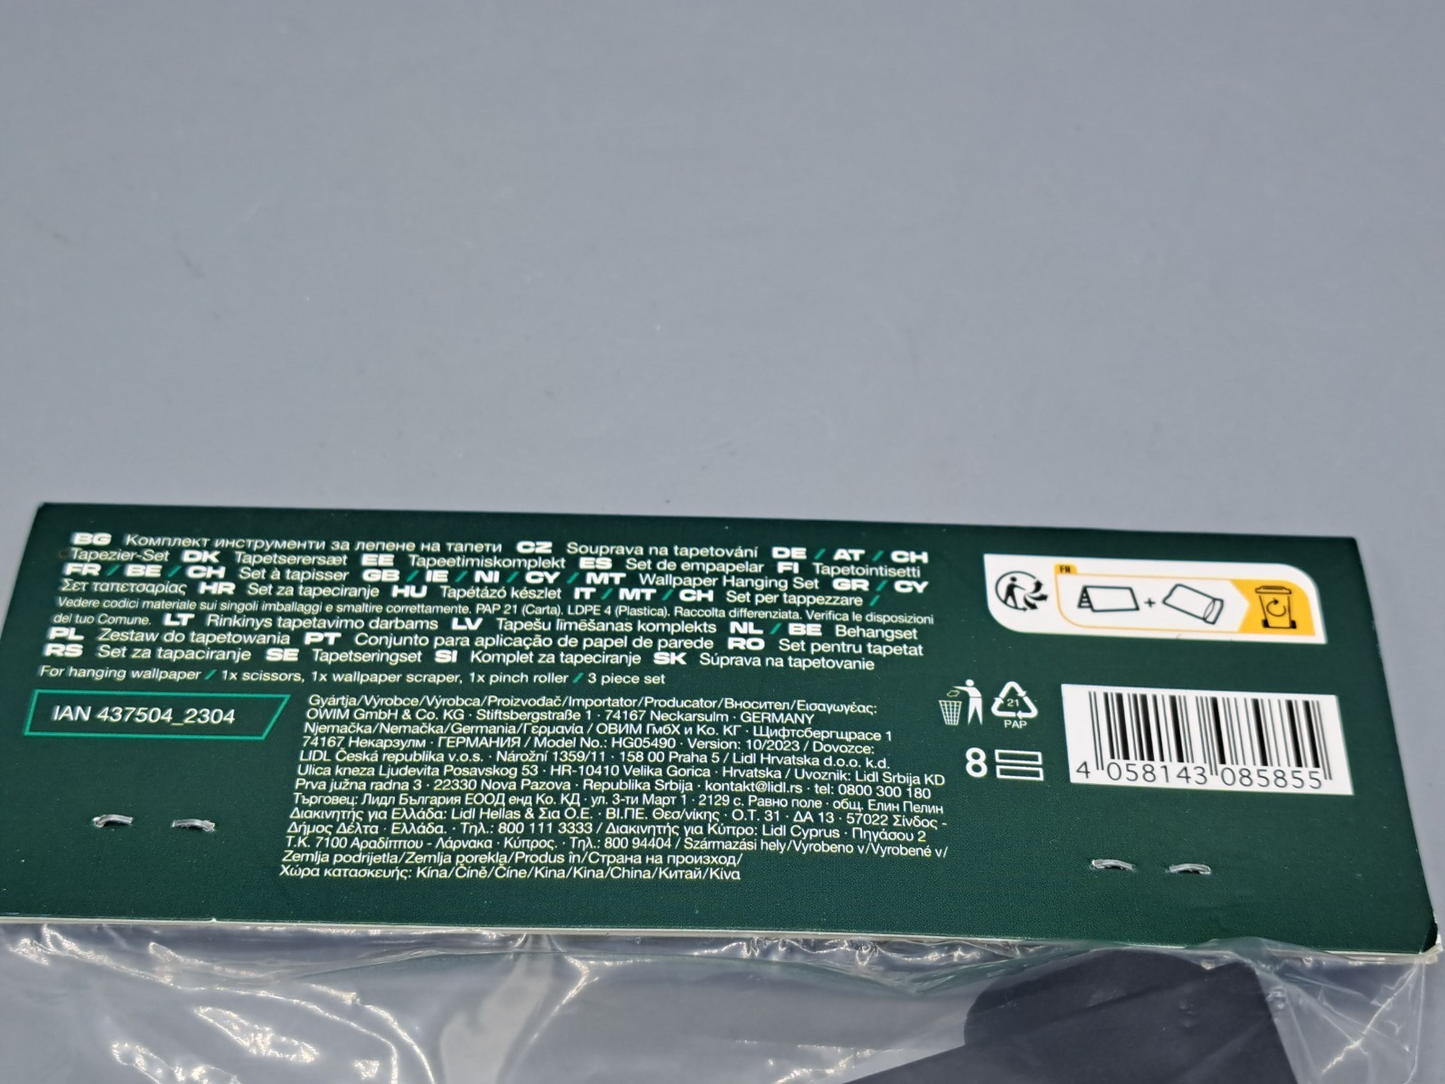 BG Комплект инструменти за лепене на тапети CZ Souprava na tapetování DE / AT / CH
Tapezier-Set DK Tapetserersæt EE Tapeetimiskomplekt ES Set de empapelar FI Tapetointisetti
FR / BE / CH Set à tapisser GB / IE / NI / CY / MT Wallpaper Hanging Set GR / CY
Σετ ταπετσαρίας HR Set za tapeciranje HU Tapétázó készlet IT / MT / CH Set per tappezzare /
Vedere codici materiale sui singoli imballaggi e smaltire correttamente. PAP 21 (Carta). LDPE 4 (Plastica). Raccolta differenziata. Verifica le disposizioni
del tuo Comune. LT Rinkinys tapetavimo darbams LV Tapešu līmēšanas komplekts NL / BE Behangset
PL Zestaw do tapetowania PT Conjunto para aplicação de papel de parede RO Set pentru tapetat
RS Set za tapaciranje SE Tapetseringset SI Komplet za tapeciranje SK Súprava na tapetovanie
For hanging wallpaper / 1x scissors, 1x wallpaper scraper, 1x pinch roller / 3 piece set
IAN 437504_2304
Gyártja/Výrobce/Výrobca/Proizvođač/Importator/Producator/Вносител/Εισαγωγέας:
OWIM GmbH & Co. KG · Stiftsbergstraße 1 · 74167 Neckarsulm · GERMANY
Njemačka/Nemačka/Germania/Γερμανία / ОВИМ ГмбХ и Ко. КГ · Щифтсбергщрасе 1
74167 Некарзулм · ГЕРМАНИЯ / Model No.: HG05490 · Version: 10/2023 / Dovozce:
LIDL Česká republika v.o.s. · Nárožní 1359/11 · 158 00 Praha 5 / Lidl Hrvatska d.o.o. k.d.
Ulica kneza Ljudevita Posavskog 53 · HR-10410 Velika Gorica · Hrvatska / Uvoznik: Lidl Srbija KD
Prva južna radna 3 · 22330 Nova Pazova · Republika Srbija · kontakt@lidl.rs · tel: 0800 300 180
Търговец: Лидл България ЕООД енд Ко. КД · ул. 3-ти Март 1 · 2129 с. Равно поле · общ. Елин Пелин
Διακινητής για Ελλάδα: Lidl Hellas & Σια Ο.Ε. · ΒΙ.ΠΕ. Θεσ/νίκης · Ο.Τ. 31 · ΔΑ 13 · 57022 Σίνδος -
Δήμος Δέλτα · Ελλάδα. · Τηλ.: 800 111 3333 / Διακινητής για Κύπρο: Lidl Cyprus · Πηγάσου 2
Τ.Κ. 7100 Αραδίππου - Λάρνακα · Κύπρος. · Τηλ.: 800 94404 / Származási hely/Vyrobeno v/Vyrobené v/
Zemlja podrijetla/Zemlja porekla/Produs în/Страна на произход/
Χώρα κατασκευής: Kína/Číně/Číne/Kina/Kina/China/Китай/Κίνα
FR
+
21
PAP
8
4 058143 085855